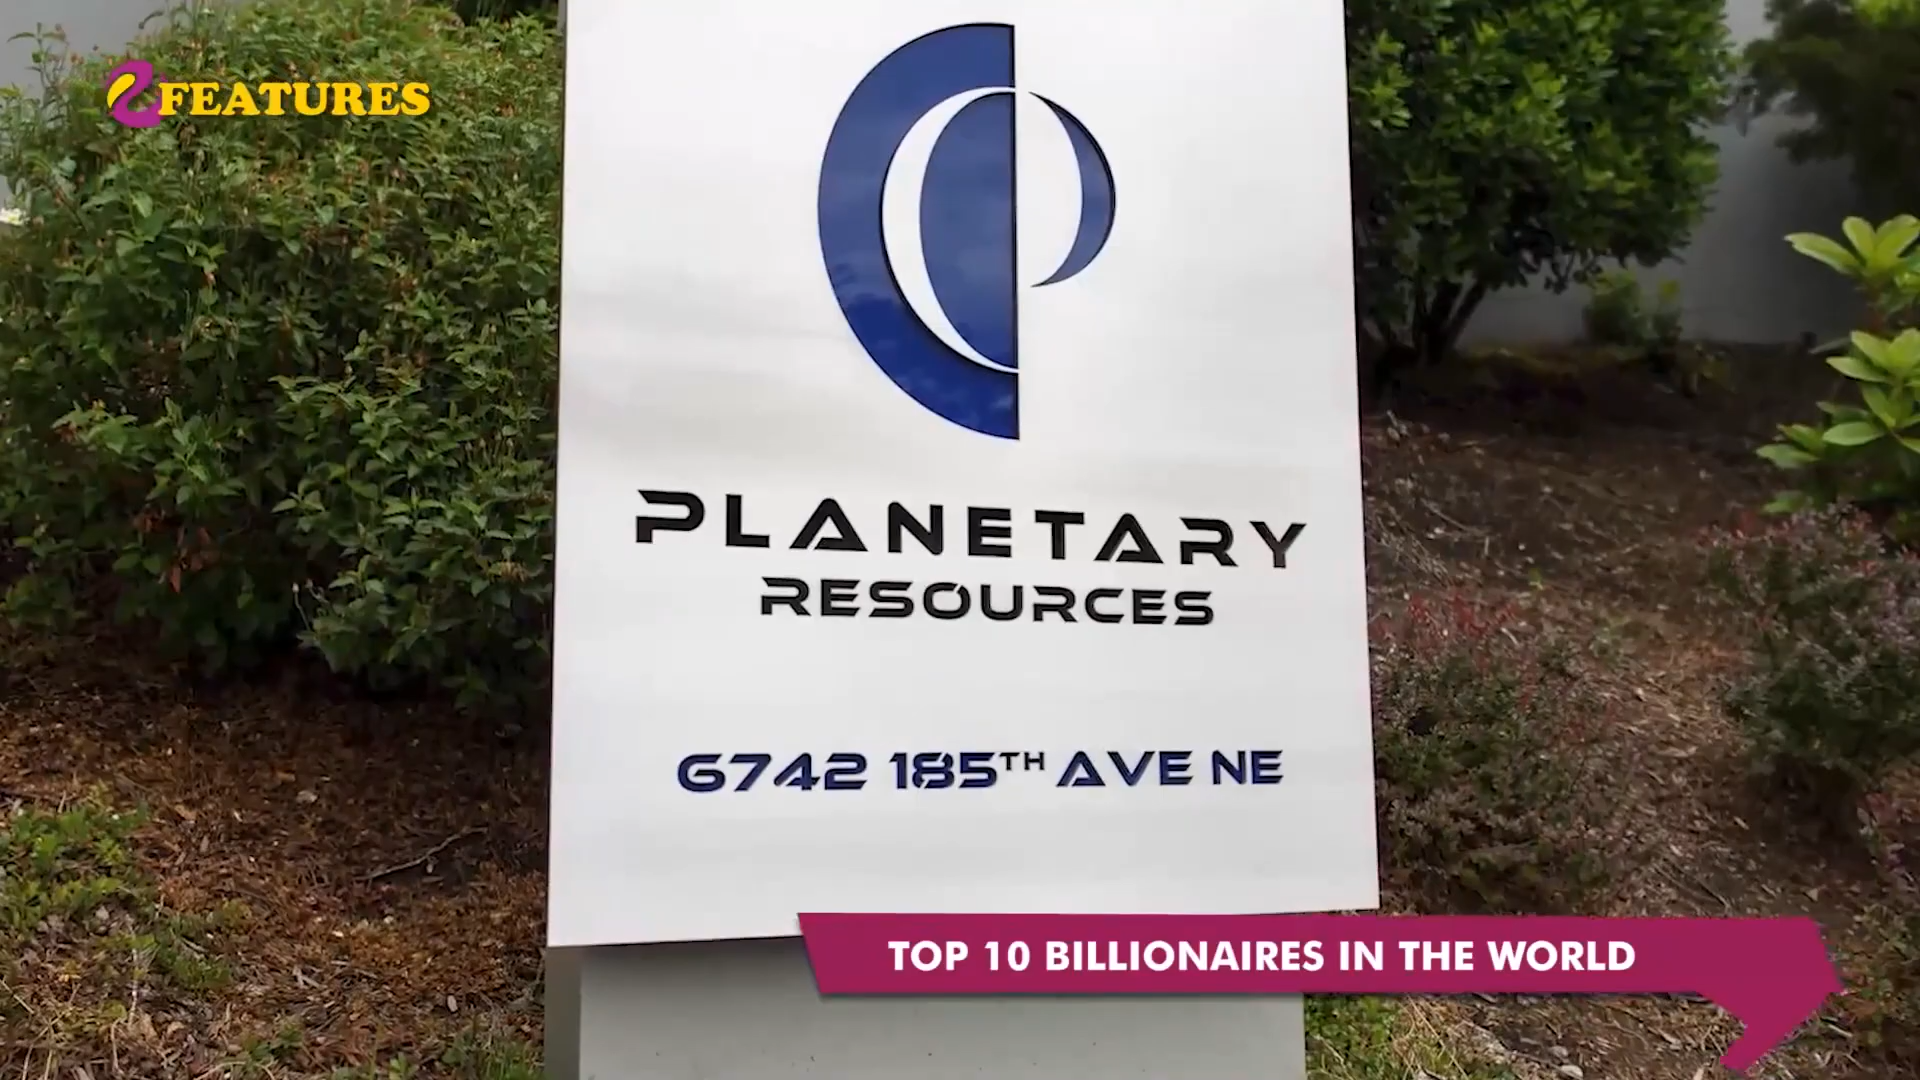 FEATURES
PLANETARY
RESOURCES
6742 185TH AVE NE
TOP 10 BILLIONAIRES IN THE WORLD